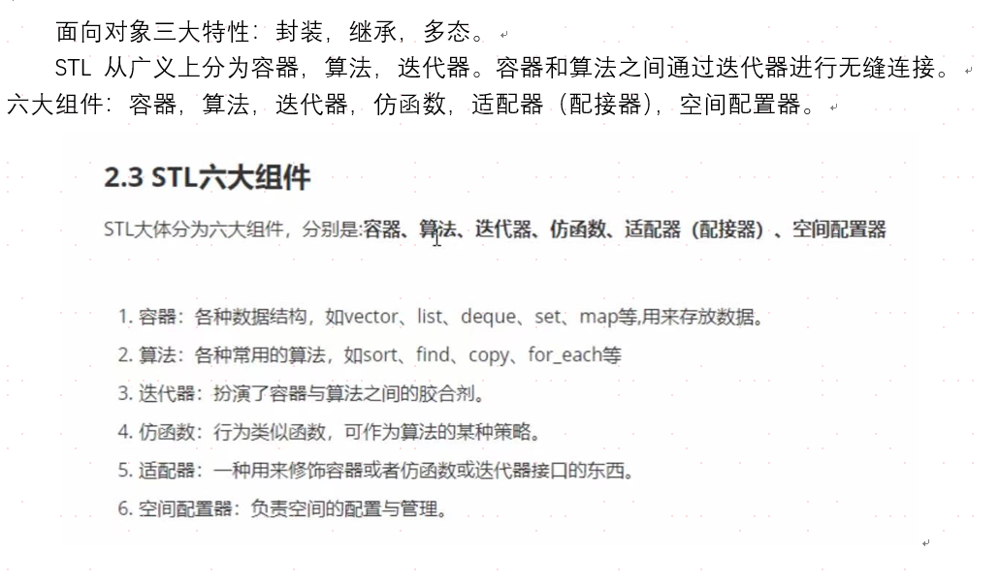 面向对象三大特性：封装，继承，多态。
STL 从广义上分为容器，算法，迭代器。容器和算法之间通过迭代器进行无缝连接。
六大组件：容器，算法，迭代器，仿函数，适配器（配接器），空间配置器。
2.3 STL六大组件
STL大体分为六大组件，分别是:容器、算法、迭代器、仿函数、适配器（配接器）、空间配置器
1. 容器：各种数据结构，如vector、list、deque、set、map等,用来存放数据。
2. 算法：各种常用的算法，如sort、find、copy、for_each等
3. 迭代器：扮演了容器与算法之间的胶合剂。
4. 仿函数：行为类似函数，可作为算法的某种策略。
5. 适配器：一种用来修饰容器或者仿函数或迭代器接口的东西。
6. 空间配置器：负责空间的配置与管理。